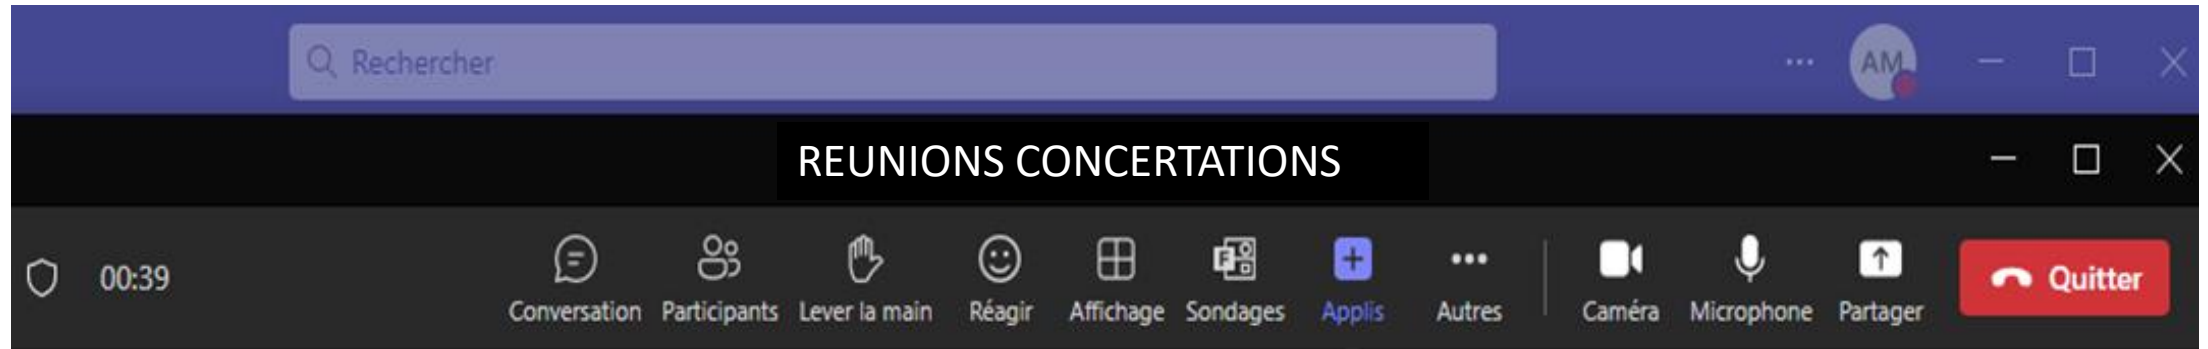 Rechercher
AM
REUNIONS CONCERTATIONS
00:39
Conversation Participants Lever la main Réagir Affichage Sondages Applis Autres Caméra Microphone Partager Quitter